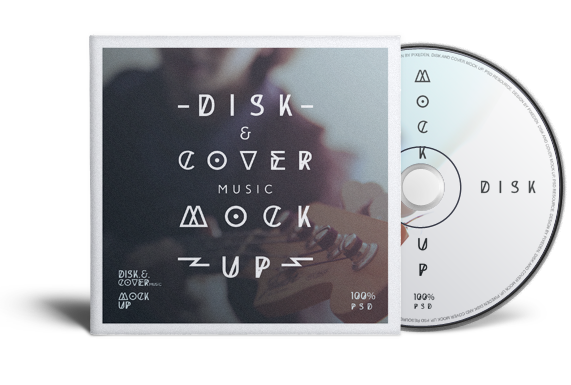 -DISK-
&
COVER
MUSIC
MOCK
UP
DISK &
COVER MUSIC
MOCK
UP
100%
PSD
M
O
C
K
DISK
U
P
100%
PSD